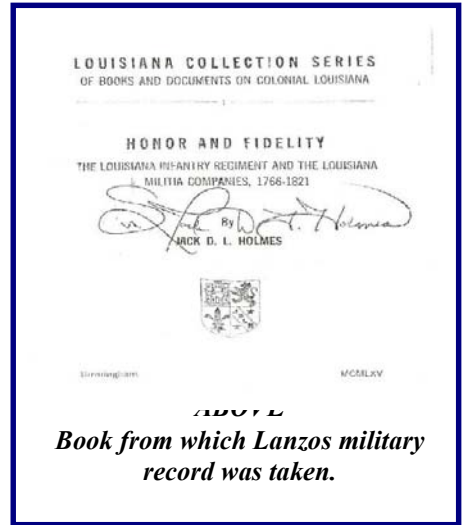 LOUISIANA COLLECTION SERIES
OF BOOKS AND DOCUMENTS ON COLONIAL LOUISIANA
HONOR AND FIDELITY
THE LOUISIANA INFANTRY REGIMENT AND THE LOUISIANA
MILITIA COMPANIES, 1766-1821
By
JACK D. L. HOLMES
Birmingham
MCMLXV
ABOVE
Book from which Lanzos military
record was taken.